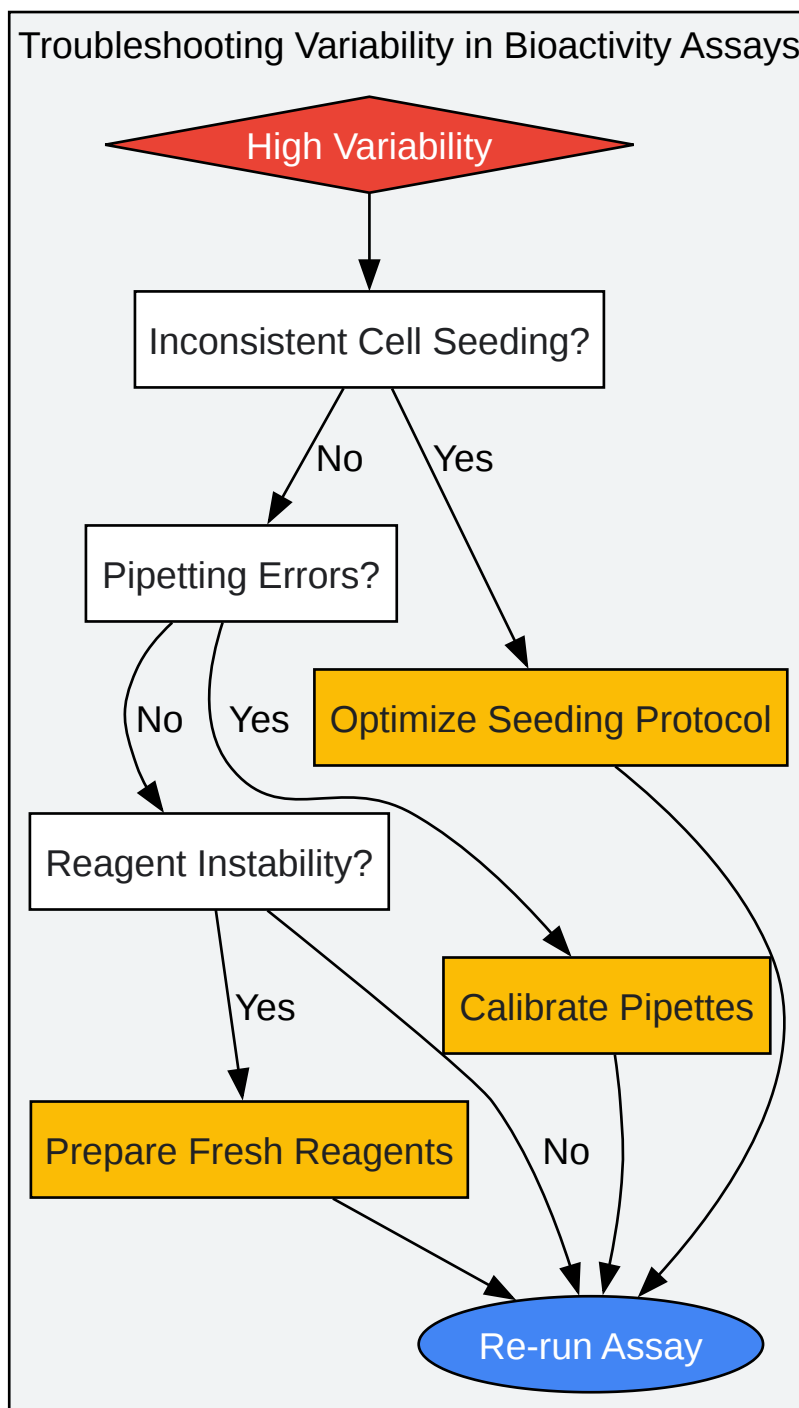 Troubleshooting Variability in Bioactivity Assays
High Variability
Inconsistent Cell Seeding?
No
Yes
Pipetting Errors?
No
Yes
Optimize Seeding Protocol
Reagent Instability?
Yes
Calibrate Pipettes
Prepare Fresh Reagents
No
Re-run Assay